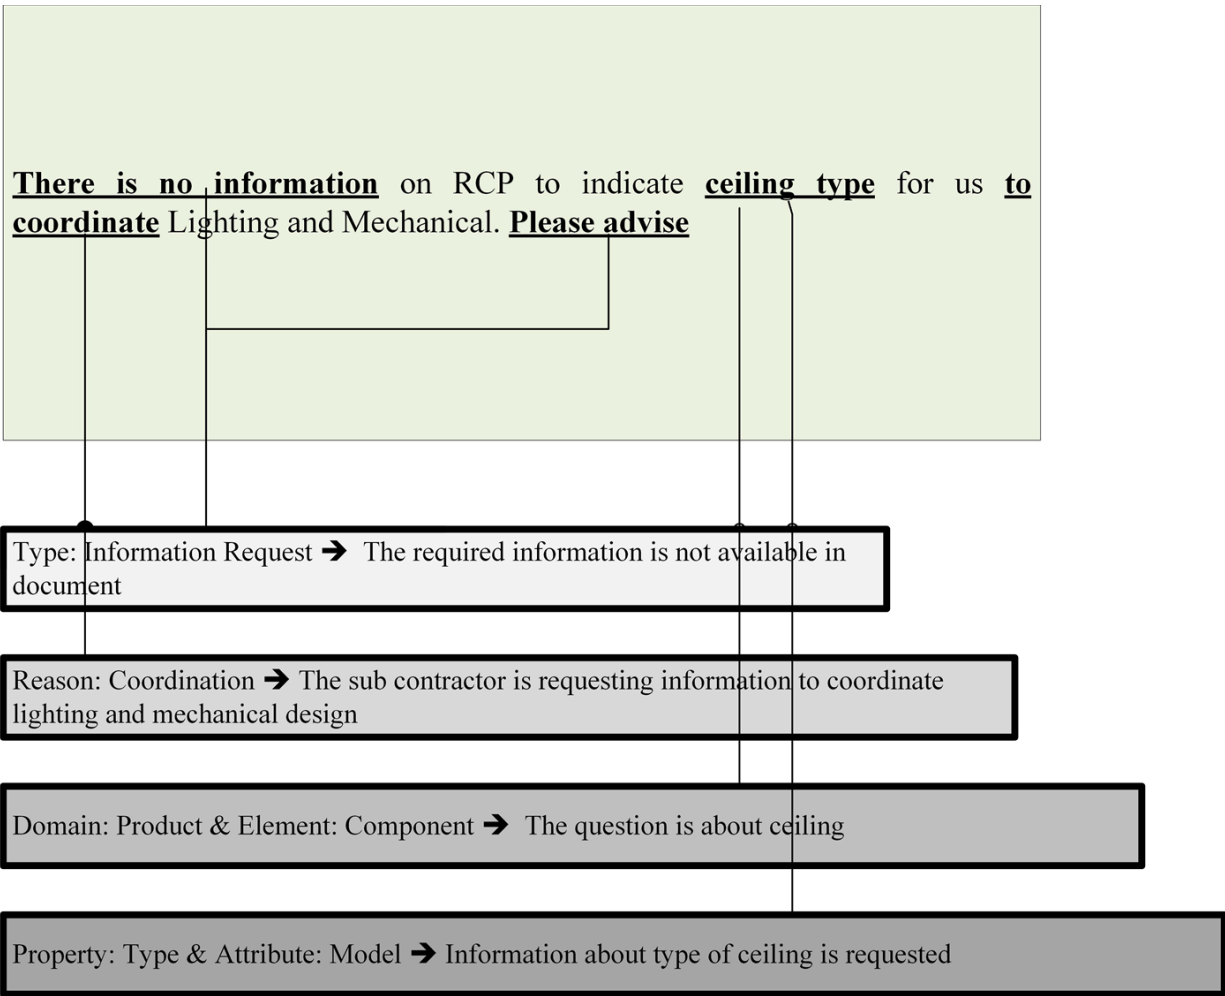 There is no information on RCP to indicate ceiling type for us to
coordinate Lighting and Mechanical. Please advise
Type: Information Request ➔ The required information is not available in
document
Reason: Coordination ➔ The sub contractor is requesting information to coordinate
lighting and mechanical design
Domain: Product & Element: Component ➔ The question is about ceiling
Property: Type & Attribute: Model ➔ Information about type of ceiling is requested